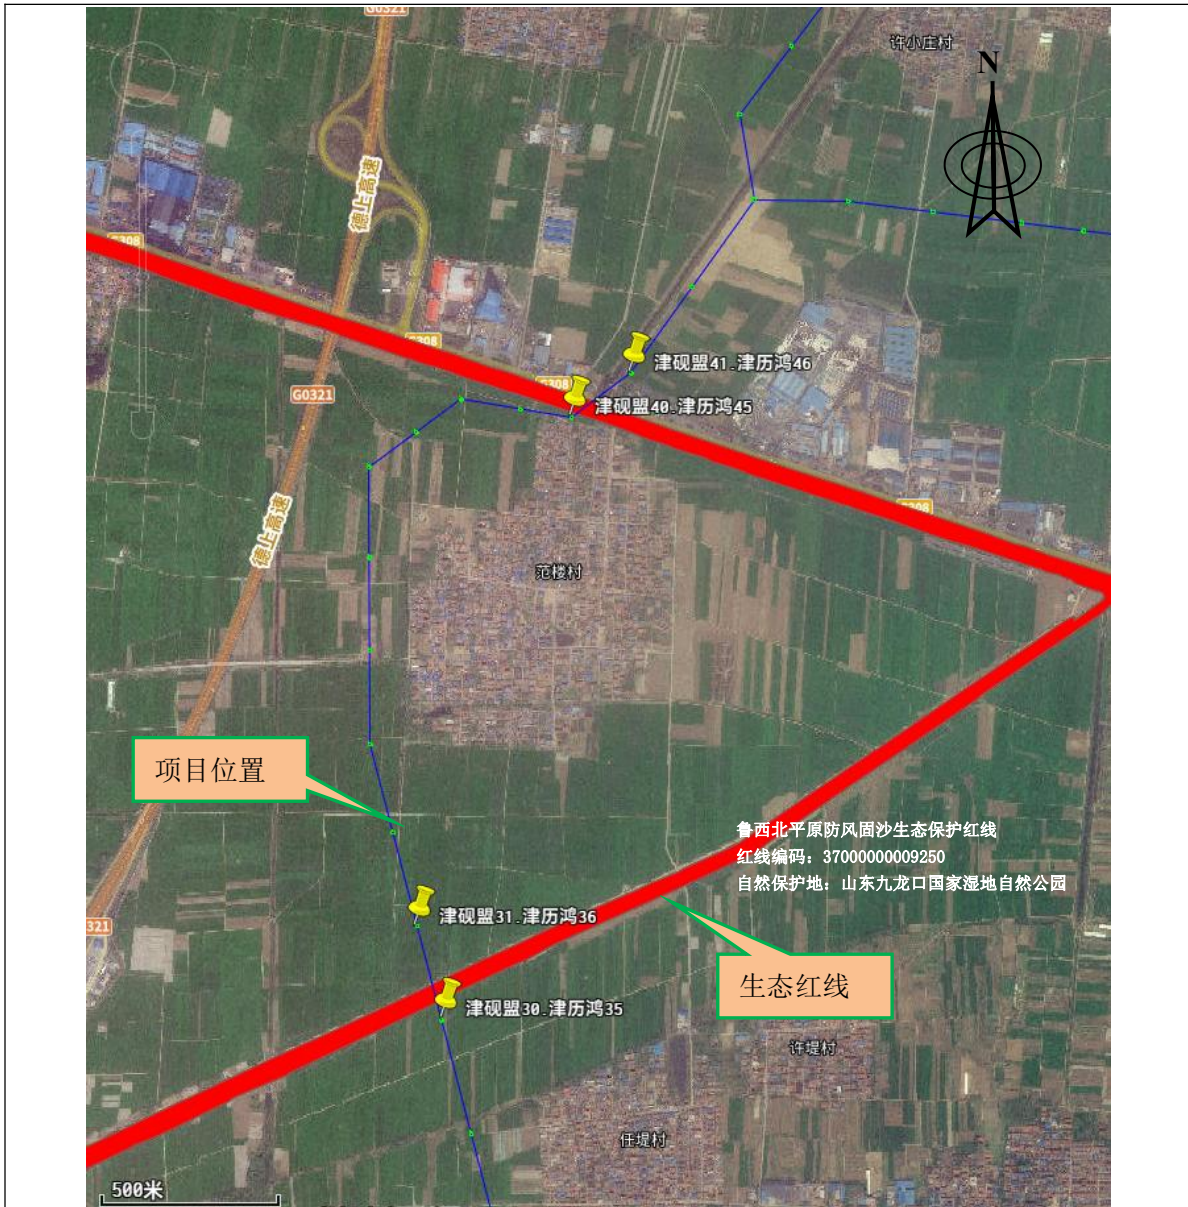 G0321
许小庄村
N
德上高速
G308
G308
津砚盟41.津历鸿46
G0321
G308
津砚盟40.津历鸿45
德上高速
G308
范楼村
项目位置
鲁西北平原防风固沙生态保护红线
红线编码：37000000009250
自然保护地：山东九龙口国家湿地自然公园
321
津砚盟31.津历鸿36
生态红线
津砚盟30.津历鸿35
许堤村
任堤村
500米